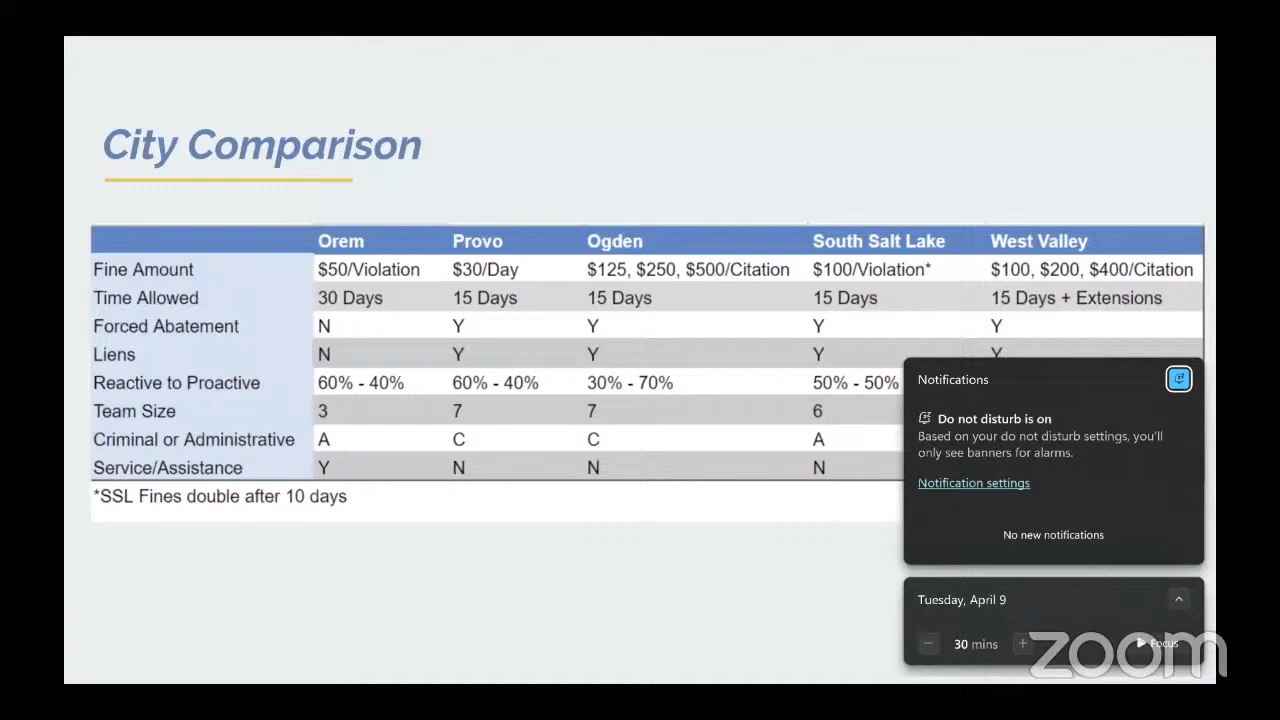 City Comparison
Orem Provo Ogden South Salt Lake West Valley
Fine Amount $50/Violation $30/Day $125, $250, $500/Citation $100/Violation* $100, $200, $400/Citation
Time Allowed 30 Days 15 Days 15 Days 15 Days 15 Days + Extensions
Forced Abatement N Y Y Y Y
Liens N Y Y Y Y
Reactive to Proactive 60% - 40% 60% - 40% 30% - 70% 50% - 50%
Team Size 3 7 7 6
Criminal or Administrative A C C A
Service/Assistance Y N N N
*SSL Fines double after 10 days
Notifications
Do not disturb is on
Based on your do not disturb settings, you'll
only see banners for alarms.
Notification settings
No new notifications
Tuesday, April 9
30 mins Focus
zoom